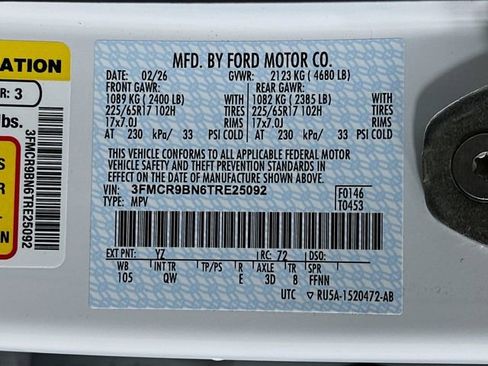 ATION
R: 3
lbs.
3FMCR9BN6TRE25092
MFD. BY FORD MOTOR CO.
DATE: 02/26 GVWR: 2123 KG ( 4680 LB)
FRONT GAWR: REAR GAWR:
1089 KG ( 2400 LB) WITH 1082 KG ( 2385 LB) WITH
225/65R17 102H TIRES 225/65R17 102H TIRES
17x7.0J RIMS 17x7.0J RIMS
AT 230 kPa/ 33 PSI COLD AT 230 kPa/ 33 PSI COLD
THIS VEHICLE CONFORMS TO ALL APPLICABLE FEDERAL MOTOR
VEHICLE SAFETY AND THEFT PREVENTION STANDARDS IN
EFFECT ON THE DATE OF MANUFACTURE SHOWN ABOVE.
VIN: 3FMCR9BN6TRE25092 F0146
TYPE: MPV T0453
EXT PNT: YZ RC: 72 DSO:
WB INT TR TP/PS R AXLE TR SPR
105 QW E 3D 8 FFNN
UTC RU5A-1520472-AB